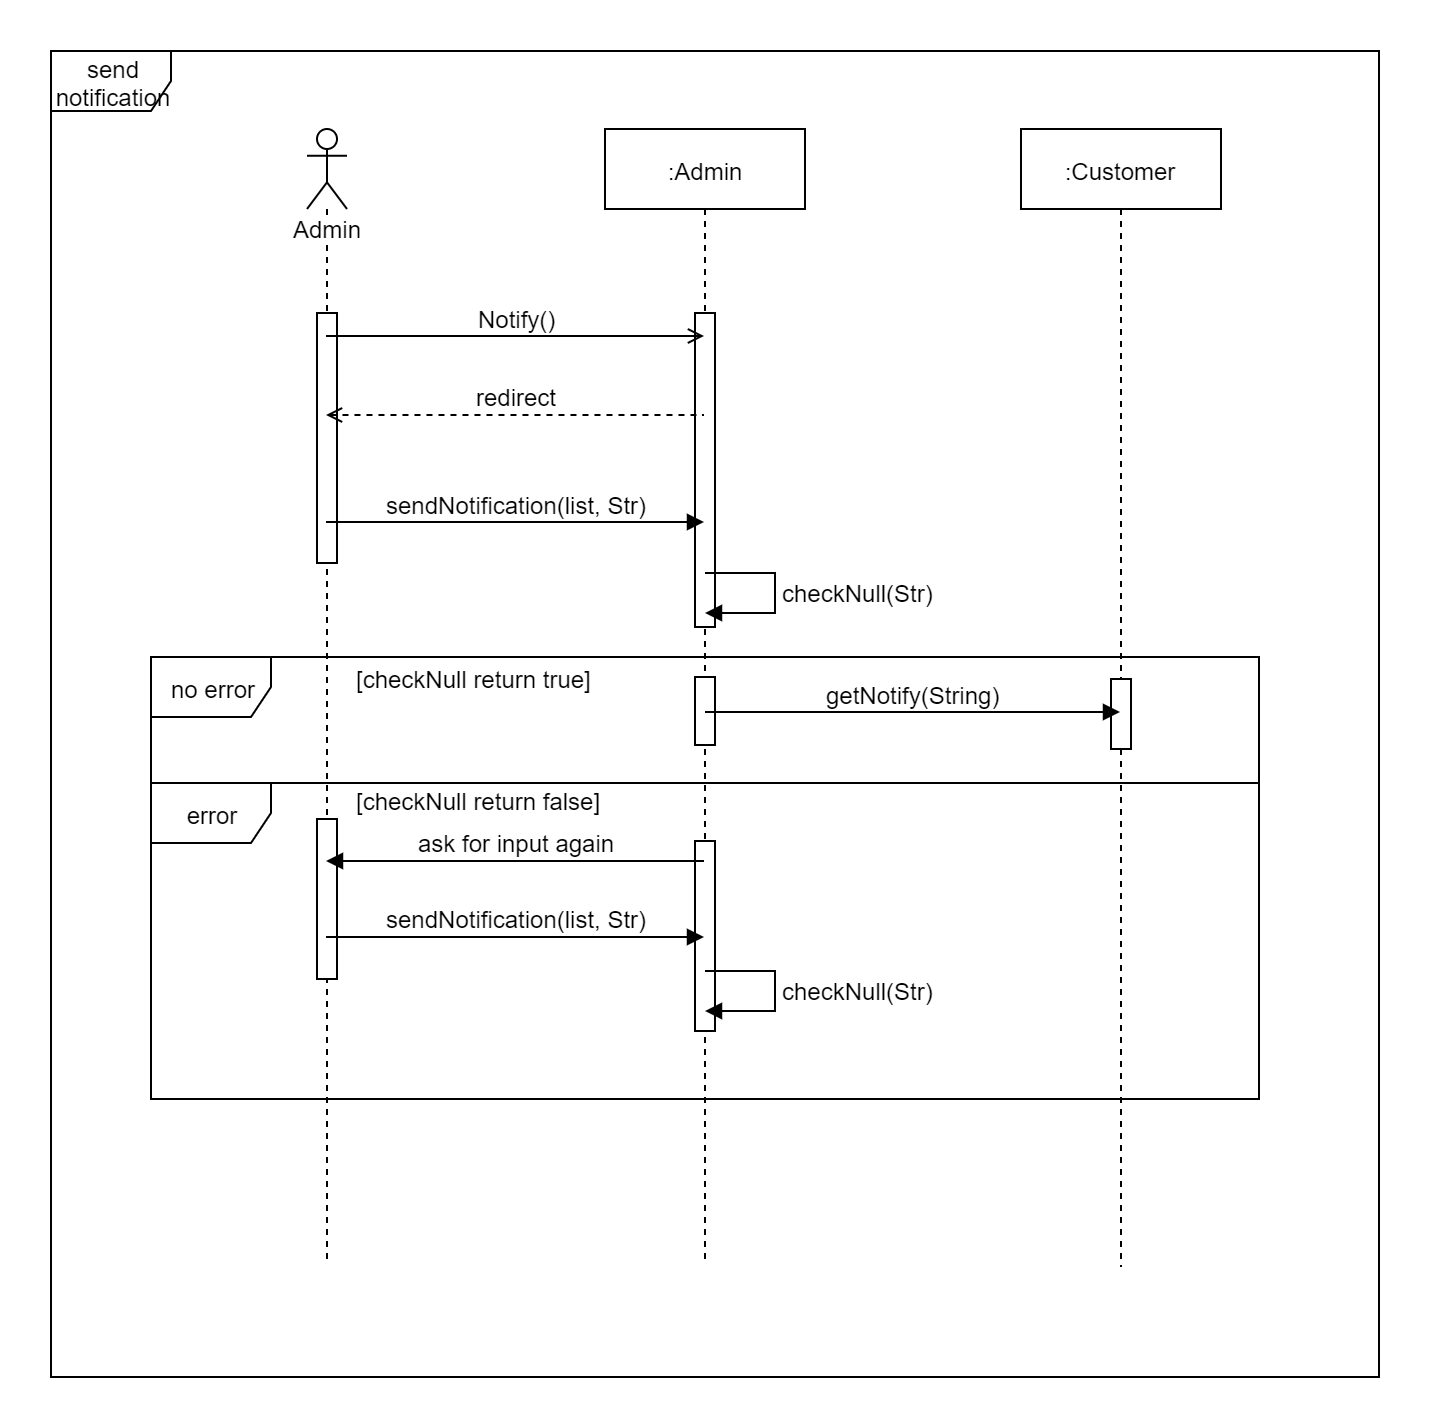 send
notification
Admin
:Admin
:Customer
Notify()
redirect
sendNotification(list, Str)
checkNull(Str)
no error
[checkNull return true]
getNotify(String)
error
[checkNull return false]
ask for input again
sendNotification(list, Str)
checkNull(Str)